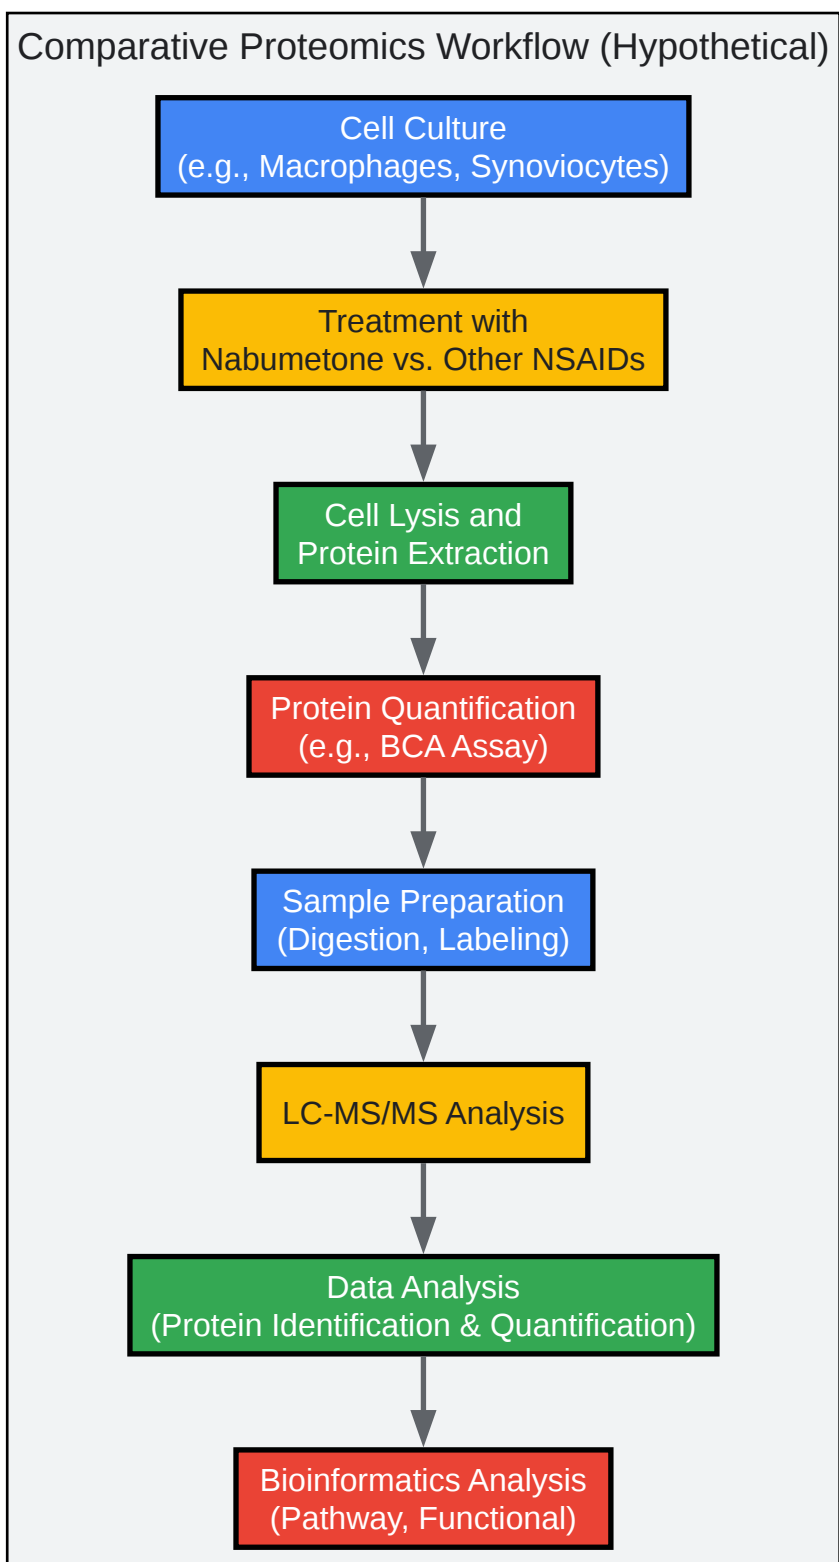 Comparative Proteomics Workflow (Hypothetical)
Cell Culture
(e.g., Macrophages, Synoviocytes)
Treatment with
Nabumetone vs. Other NSAIDs
Cell Lysis and
Protein Extraction
Protein Quantification
(e.g., BCA Assay)
Sample Preparation
(Digestion, Labeling)
LC-MS/MS Analysis
Data Analysis
(Protein Identification & Quantification)
Bioinformatics Analysis
(Pathway, Functional)